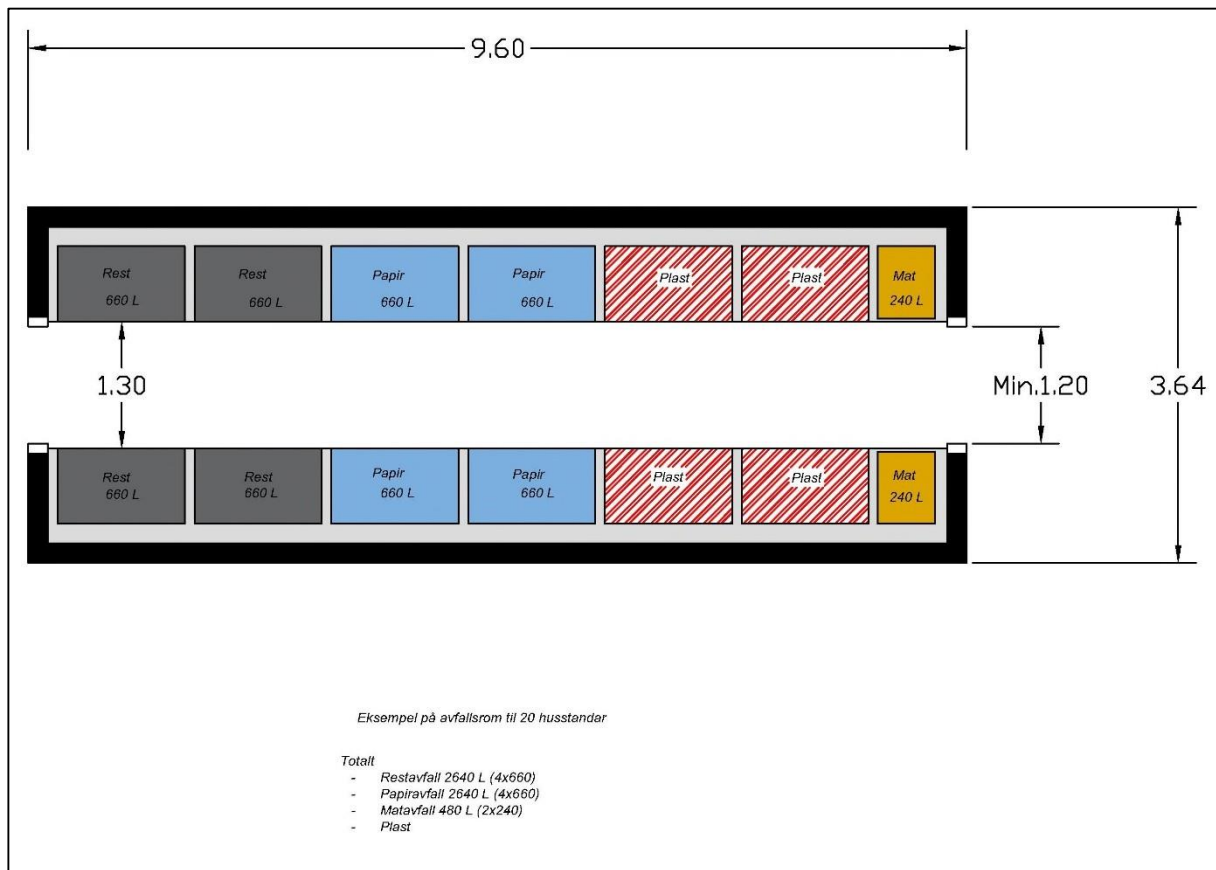 9.60
Rest
660 L
Rest
660 L
Papir
660 L
Papir
660 L
Plast
Plast
Mat
240 L
1.30
Min.1.20
3.64
Rest
660 L
Rest
660 L
Papir
660 L
Papir
660 L
Plast
Plast
Mat
240 L
Eksempel på avfallsrom til 20 husstandar
Totalt
- Restavfall 2640 L (4x660)
- Papiravfall 2640 L (4x660)
- Matavfall 480 L (2x240)
- Plast